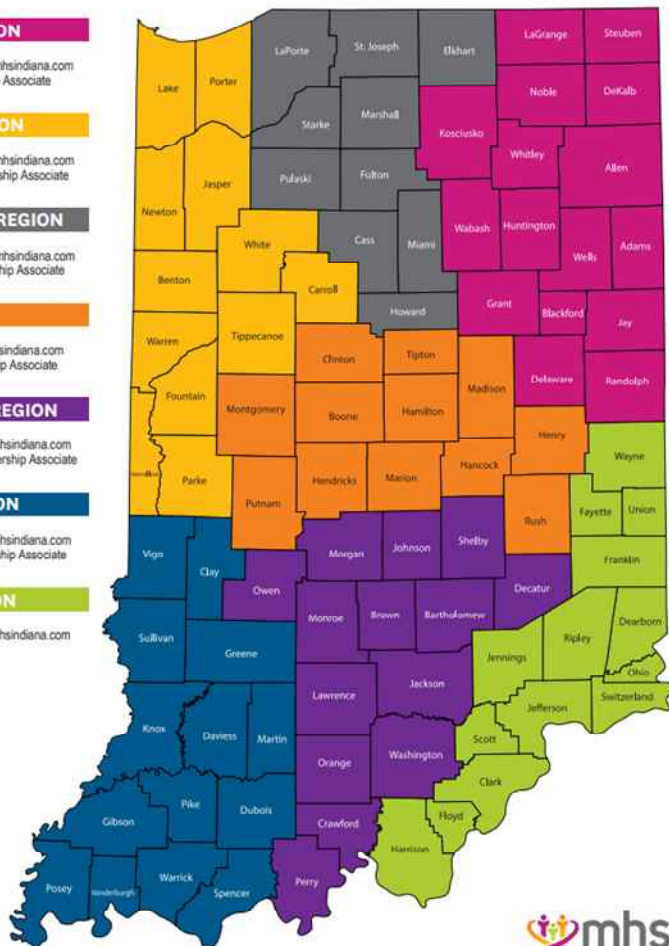 ON
mhsindiana.com
Associate
ON
mhsindiana.com
ship Associate
REGION
mhsindiana.com
ship Associate
sindiana.com
ip Associate
REGION
mhsindiana.com
ership Associate
ON
mhsindiana.com
ship Associate
ON
hsindiana.com
Lake
Porter
LaPorte
St. Joseph
Elkhart
LaGrange
Steuben
Noble
DeKalb
Starke
Marshall
Kosciusko
Whitley
Allen
Newton
Jasper
Pulaski
Fulton
Wabash
Huntington
White
Cass
Miami
Wells
Adams
Benton
Carroll
Howard
Grant
Blackford
Jay
Warren
Tippecanoe
Clinton
Tipton
Madison
Delaware
Randolph
Fountain
Montgomery
Boone
Hamilton
Henry
Wayne
Parke
Putnam
Hendricks
Marion
Hancock
Rush
Fayette
Union
Vigo
Clay
Owen
Morgan
Johnson
Shelby
Decatur
Franklin
Sullivan
Greene
Monroe
Brown
Bartholomew
Jennings
Ripley
Dearborn
Ohio
Switzerland
Knox
Daviess
Martin
Lawrence
Jackson
Jefferson
Scott
Orange
Washington
Clark
Gibson
Pike
Dubois
Crawford
Floyd
Harrison
Posey
Vanderburgh
Warrick
Spencer
Perry
mhs